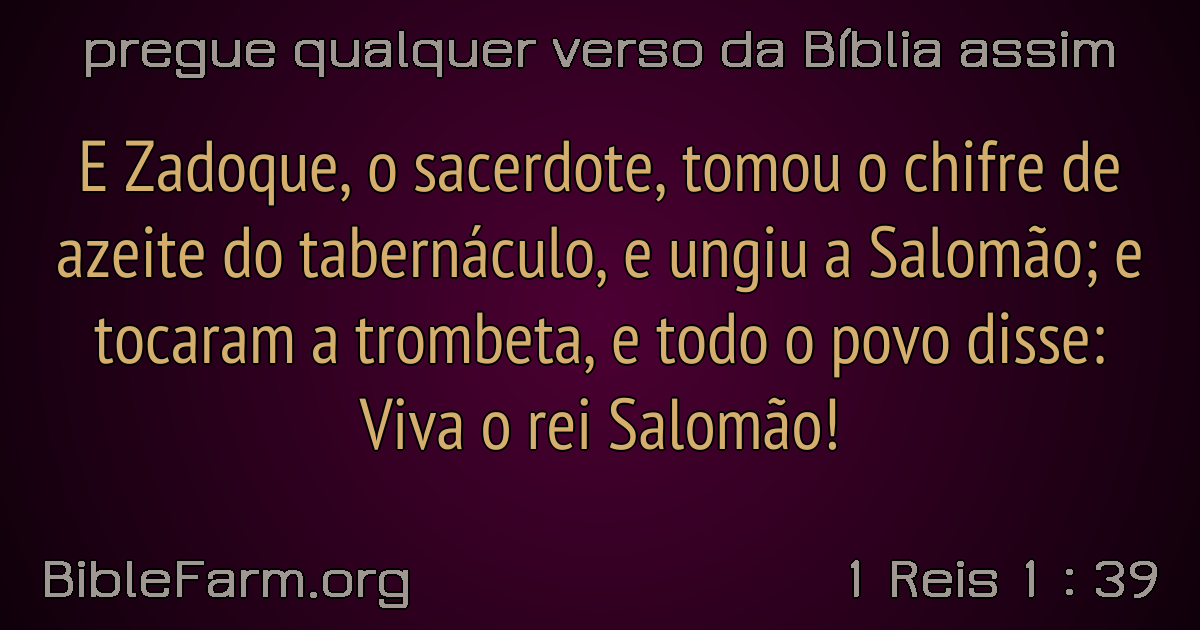 pregue qualquer verso da Bíblia assim
E Zadoque, o sacerdote, tomou o chifre de
azeite do tabernáculo, e ungiu a Salomão; e
tocaram a trombeta, e todo o povo disse:
Viva o rei Salomão!
BibleFarm.org
1 Reis 1 : 39